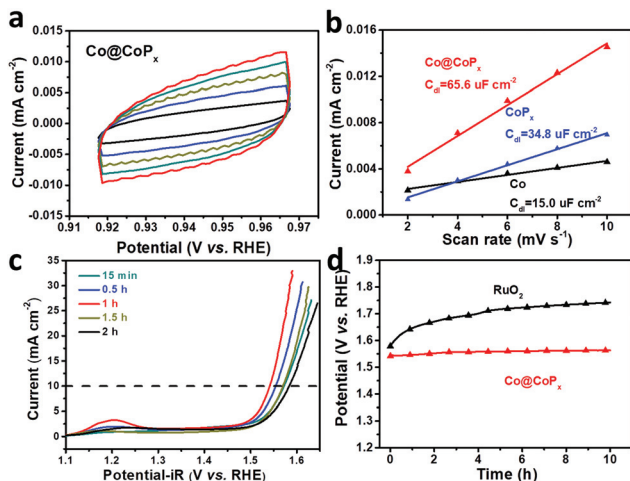 a
Co@CoPx
0.015
0.010
0.005
0.000
-0.005
-0.010
-0.015
0.91 0.92 0.93 0.94 0.95 0.96 0.97
Current (mA cm-2)
Potential (V vs. RHE)
b
0.016
0.012
0.008
0.004
0.000
2 4 6 8 10
Current (mA cm-2)
Scan rate (mV s-1)
Co@CoPx
Cdl=65.6 uF cm-2
CoPx
Cdl=34.8 uF cm-2
Co
Cdl=15.0 uF cm-2
c
35
30
25
20
15
10
5
0
1.1 1.2 1.3 1.4 1.5 1.6
Current (mA cm-2)
Potential-iR (V vs. RHE)
15 min
0.5 h
1 h
1.5 h
2 h
d
1.9
1.8
1.7
1.6
1.5
1.4
1.3
1.2
0 2 4 6 8 10
Potential (V vs. RHE)
Time (h)
RuO2
Co@CoPx